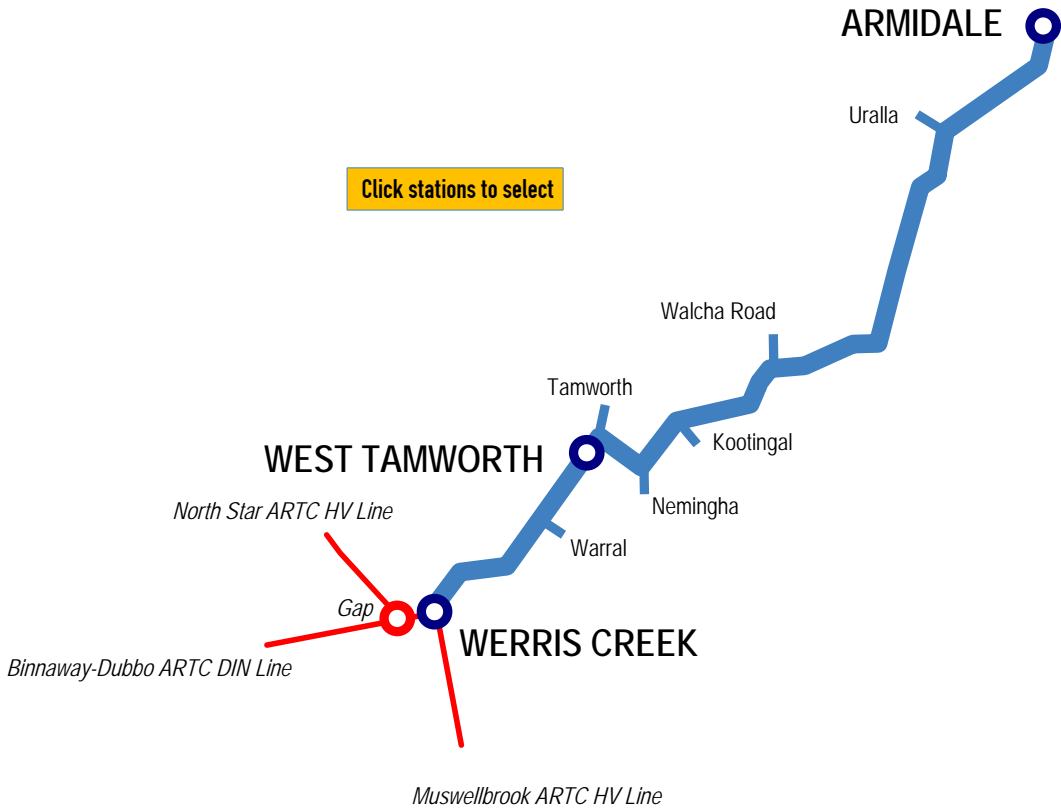 ARMIDALE
Uralla
Click stations to select
Walcha Road
Tamworth
Kootingal
WEST TAMWORTH
Nemingha
North Star ARTC HV Line
Warral
Gap
WERRIS CREEK
Binnaway-Dubbo ARTC DIN Line
Muswellbrook ARTC HV Line